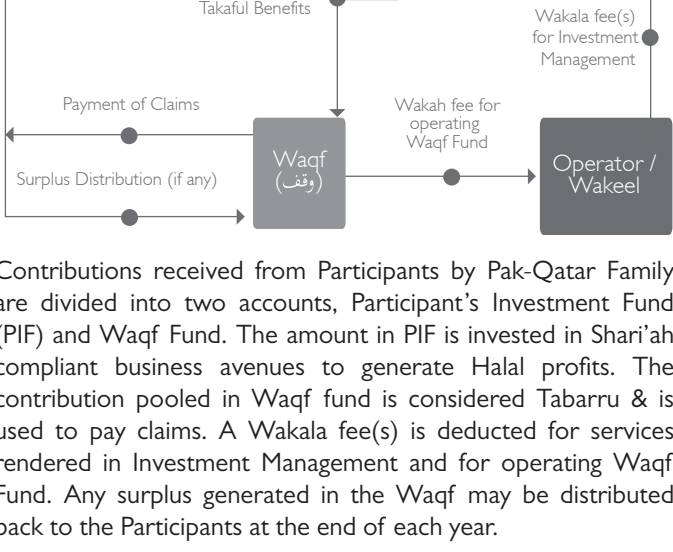 Takaful Benefits
Wakala fee(s)
for Investment
Management
Payment of Claims
Wakah fee for
operating
Waqf Fund
Waqf
(وقف)
Operator /
Wakeel
Surplus Distribution (if any)
Contributions received from Participants by Pak-Qatar Family
are divided into two accounts, Participant's Investment Fund
(PIF) and Waqf Fund. The amount in PIF is invested in Shari'ah
compliant business avenues to generate Halal profits. The
contribution pooled in Waqf fund is considered Tabarru & is
used to pay claims. A Wakala fee(s) is deducted for services
rendered in Investment Management and for operating Waqf
Fund. Any surplus generated in the Waqf may be distributed
back to the Participants at the end of each year.